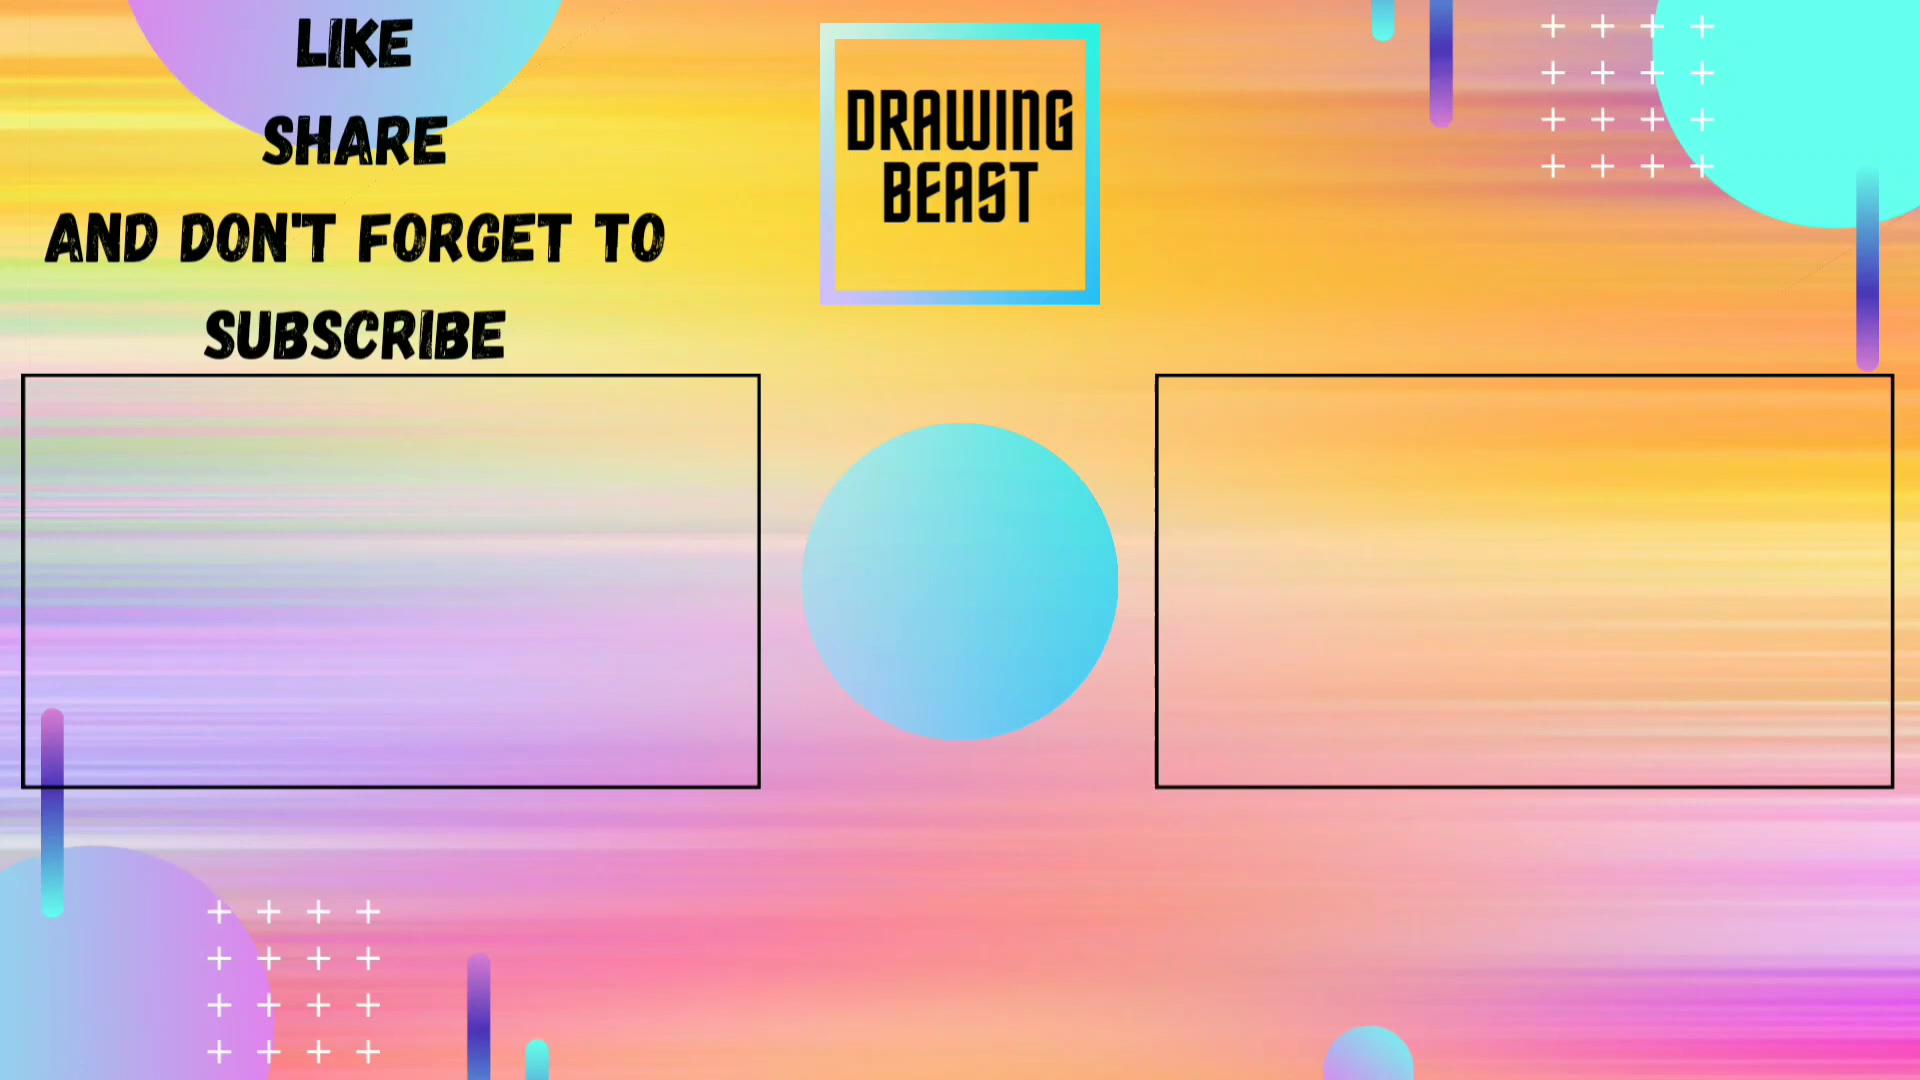 LIKE
SHARE
AND DON'T FORGET TO
SUBSCRIBE
DRAWING
BEAST